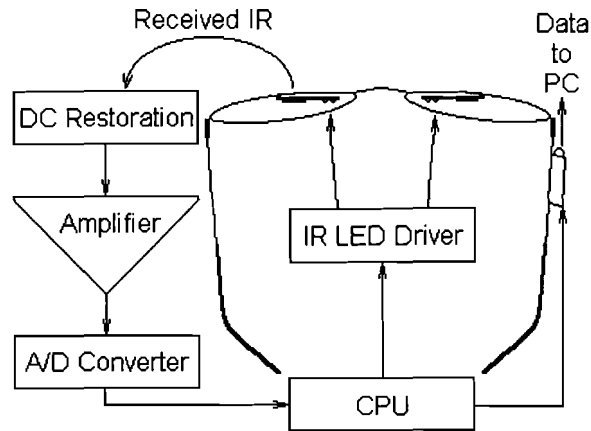 Received IR
Data
to
PC
DC Restoration
Amplifier
IR LED Driver
A/D Converter
CPU